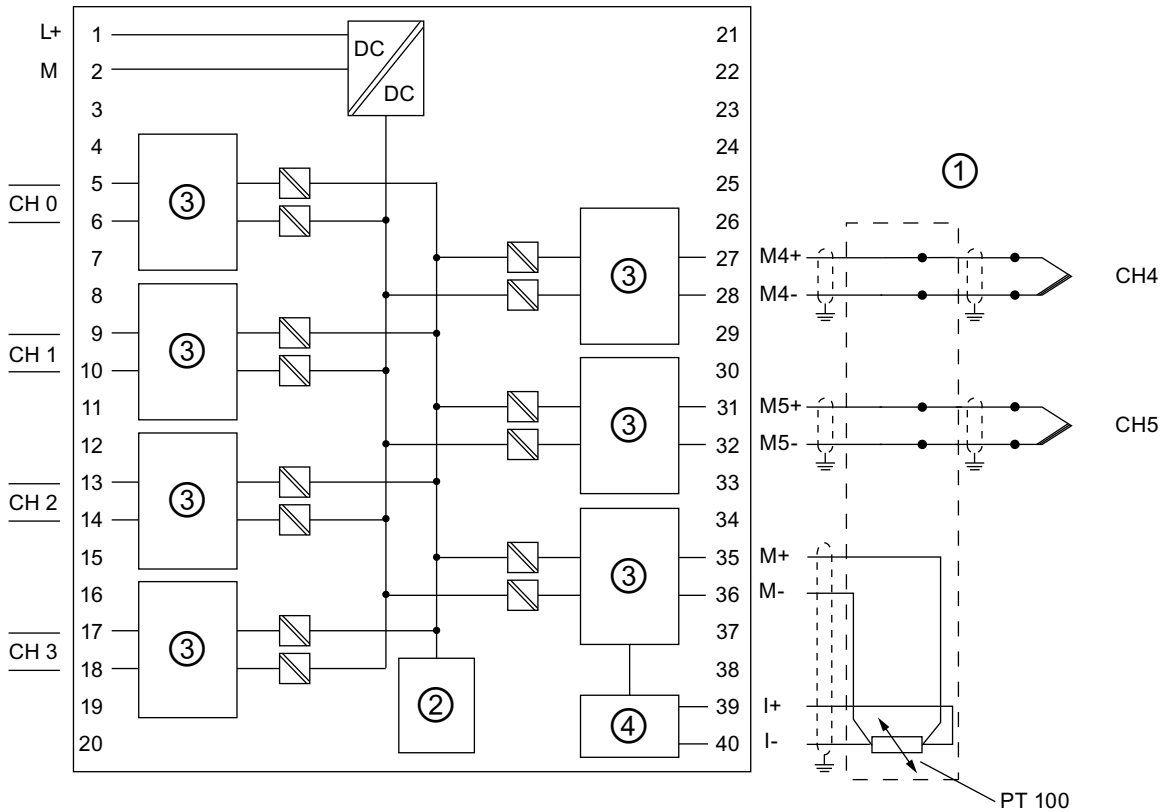 L+ 1 DC 21
M 2 DC 22
3 23
4 24
CH 0 5 ③ 25 ①
6 26
7 ③ 27 M4+ CH4
8 28 M4-
CH 1 9 ③ 29
10 30
11 ③ 31 M5+ CH5
12 32 M5-
CH 2 13 ③ 33
14 34
15 ③ 35 M+
16 36 M-
CH 3 17 ③ 37
18 38
19 ② ④ 39 I+
20 40 I-
PT 100